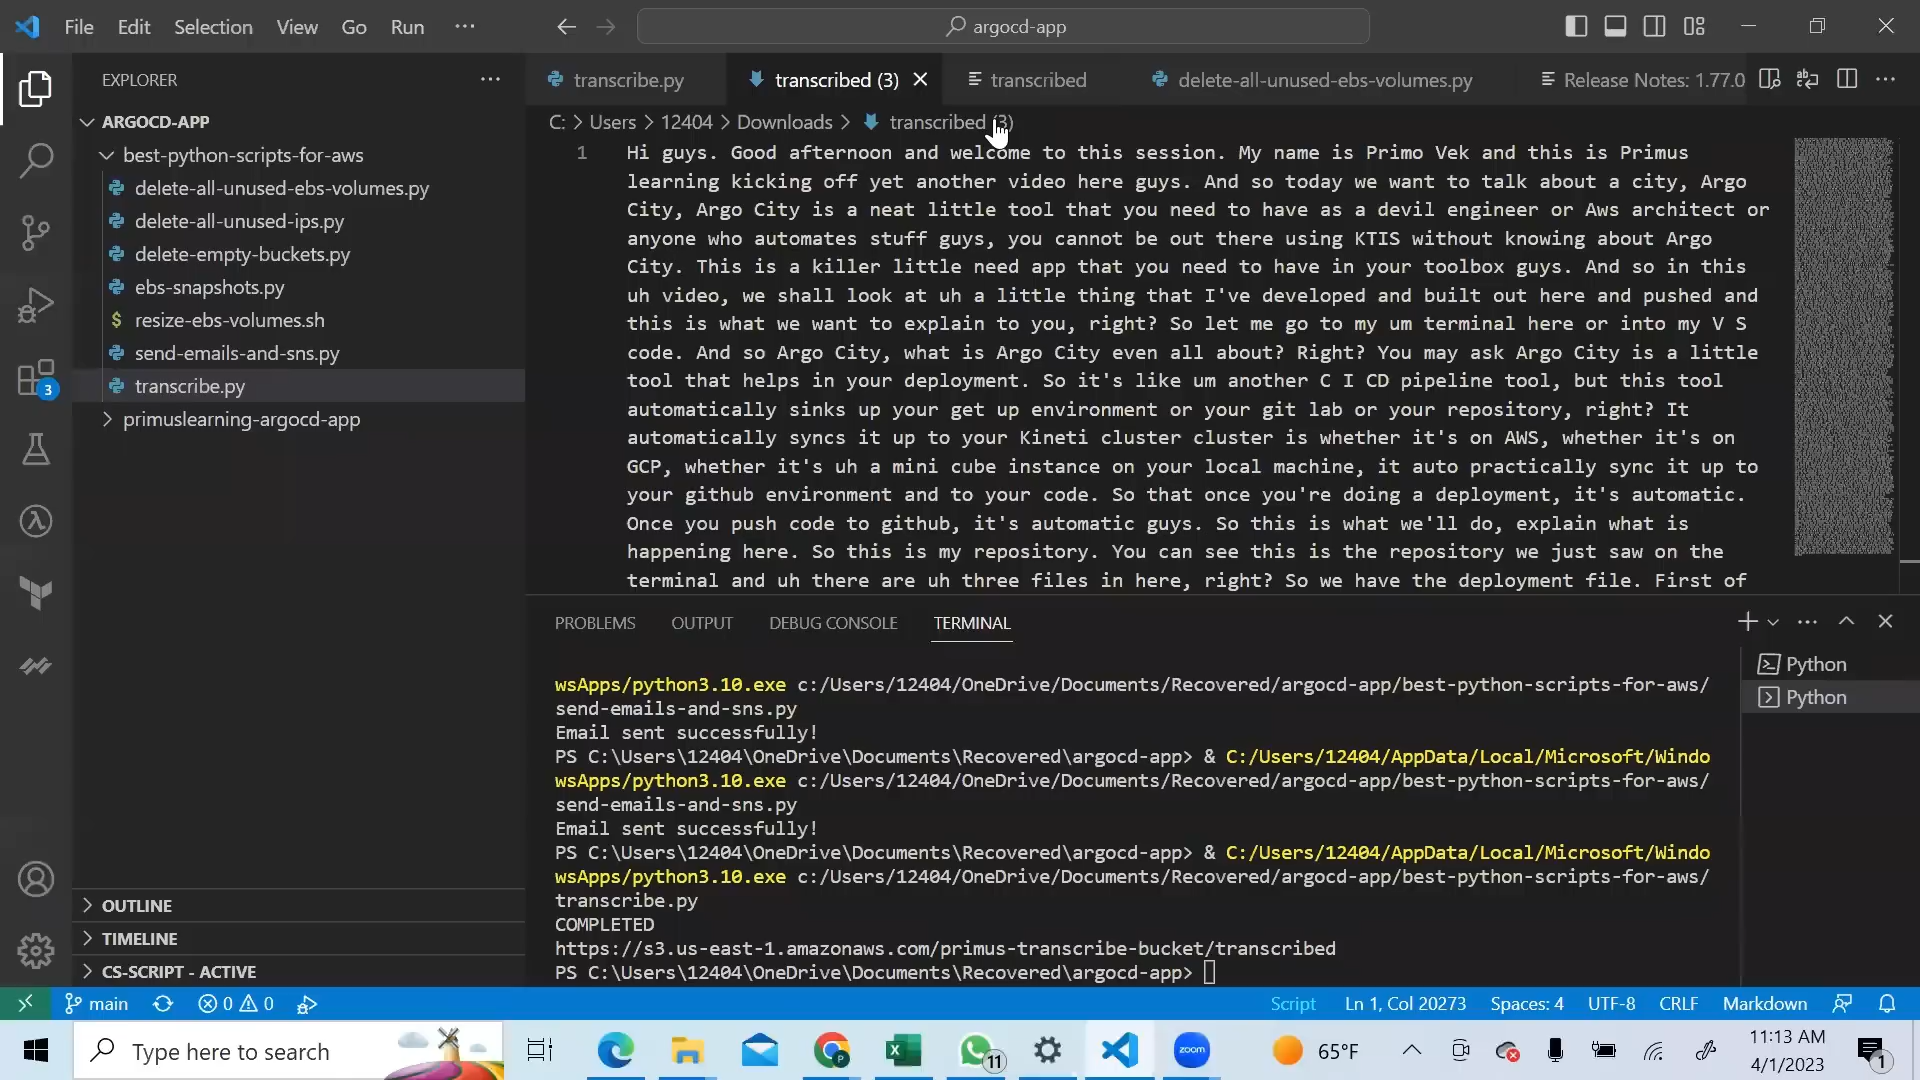 File Edit Selection View Go Run ···
argocd-app
EXPLORER
ARGOCD-APP
best-python-scripts-for-aws
delete-all-unused-ebs-volumes.py
delete-all-unused-ips.py
delete-empty-buckets.py
ebs-snapshots.py
$ resize-ebs-volumes.sh
send-emails-and-sns.py
transcribe.py
primuslearning-argocd-app
3
OUTLINE
TIMELINE
CS-SCRIPT - ACTIVE
transcribe.py transcribed (3) transcribed delete-all-unused-ebs-volumes.py Release Notes: 1.77.0
C: > Users > 12404 > Downloads > transcribed (3)
1 Hi guys. Good afternoon and welcome to this session. My name is Primo Vek and this is Primus
learning kicking off yet another video here guys. And so today we want to talk about a city, Argo
City, Argo City is a neat little tool that you need to have as a devil engineer or Aws architect or
anyone who automates stuff guys, you cannot be out there using KTIS without knowing about Argo
City. This is a killer little need app that you need to have in your toolbox guys. And so in this
uh video, we shall look at uh a little thing that I've developed and built out here and pushed and
this is what we want to explain to you, right? So let me go to my um terminal here or into my V S
code. And so Argo City, what is Argo City even all about? Right? You may ask Argo City is a little
tool that helps in your deployment. So it's like um another C I CD pipeline tool, but this tool
automatically sinks up your get up environment or your git lab or your repository, right? It
automatically syncs it up to your Kineti cluster cluster is whether it's on AWS, whether it's on
GCP, whether it's uh a mini cube instance on your local machine, it auto practically sync it up to
your github environment and to your code. So that once you're doing a deployment, it's automatic.
Once you push code to github, it's automatic guys. So this is what we'll do, explain what is
happening here. So this is my repository. You can see this is the repository we just saw on the
terminal and uh there are uh three files in here, right? So we have the deployment file. First of
PROBLEMS OUTPUT DEBUG CONSOLE TERMINAL
Python
Python
wsApps/python3.10.exe c:/Users/12404/OneDrive/Documents/Recovered/argocd-app/best-python-scripts-for-aws/
send-emails-and-sns.py
Email sent successfully!
PS C:\Users\12404\OneDrive\Documents\Recovered\argocd-app> & C:/Users/12404/AppData/Local/Microsoft/Windo
wsApps/python3.10.exe c:/Users/12404/OneDrive/Documents/Recovered/argocd-app/best-python-scripts-for-aws/
send-emails-and-sns.py
Email sent successfully!
PS C:\Users\12404\OneDrive\Documents\Recovered\argocd-app> & C:/Users/12404/AppData/Local/Microsoft/Windo
wsApps/python3.10.exe c:/Users/12404/OneDrive/Documents/Recovered/argocd-app/best-python-scripts-for-aws/
transcribe.py
COMPLETED
https://s3.us-east-1.amazonaws.com/primus-transcribe-bucket/transcribed
PS C:\Users\12404\OneDrive\Documents\Recovered\argocd-app>
main 0 0 Script Ln 1, Col 20273 Spaces: 4 UTF-8 CRLF Markdown
Type here to search
P
11
zoom
65°F
11:13 AM
4/1/2023
1